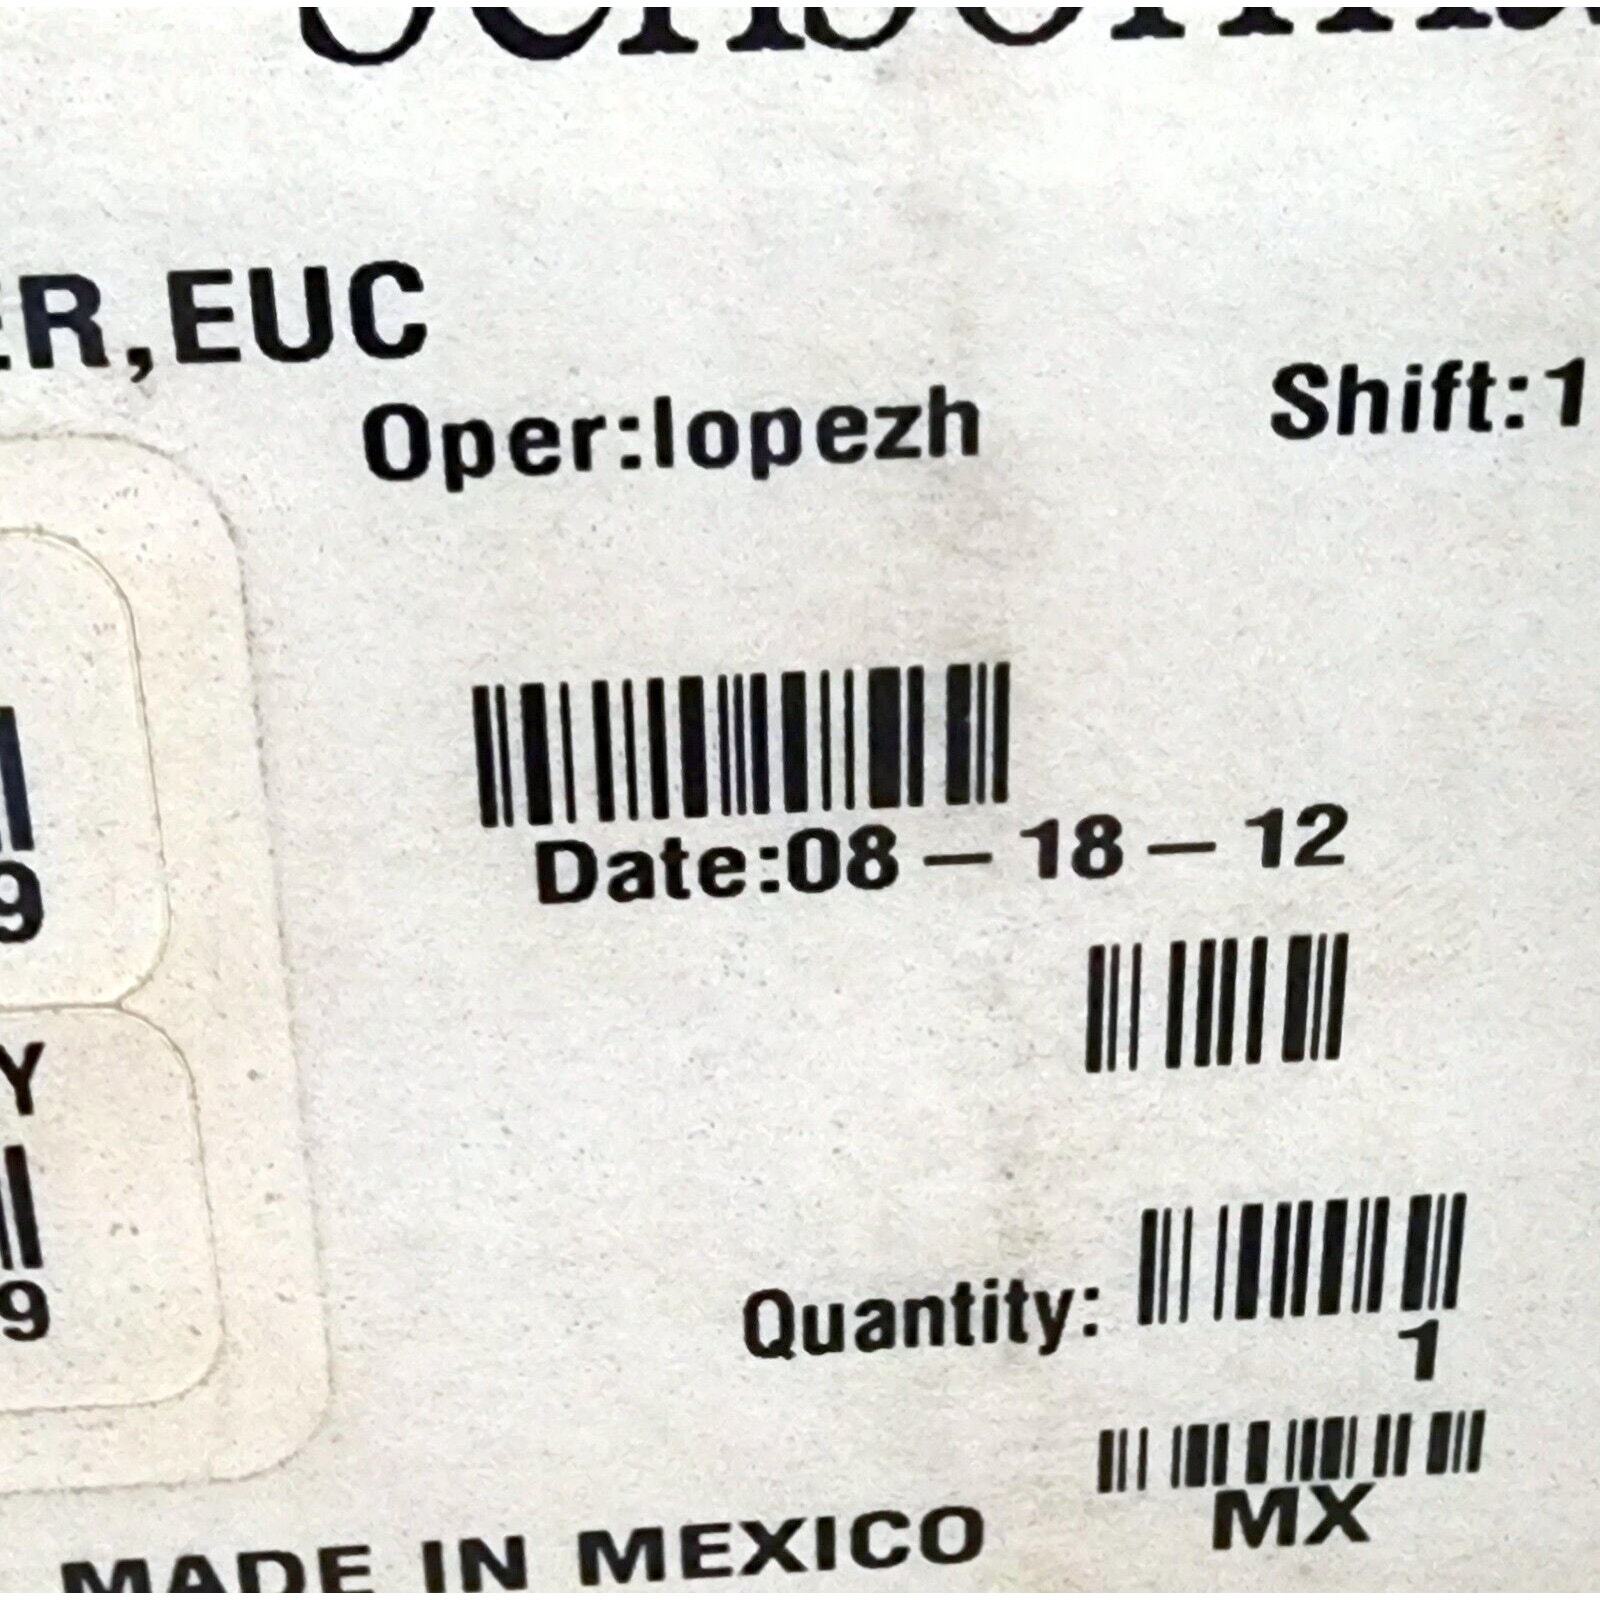 ER,EUC
Oper:lopezh
Shift:1
9
Date:08-18-12
Y
9
Quantity:
1
MX
MADE IN MEXICO